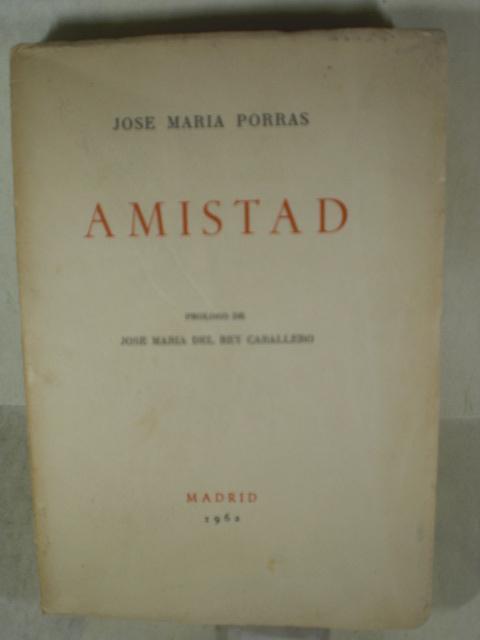 JOSE MARIA PORRAS
AMISTAD
PROLOGO DE
JOSE MARIA DEL REY CABALLERO
MADRID
1962